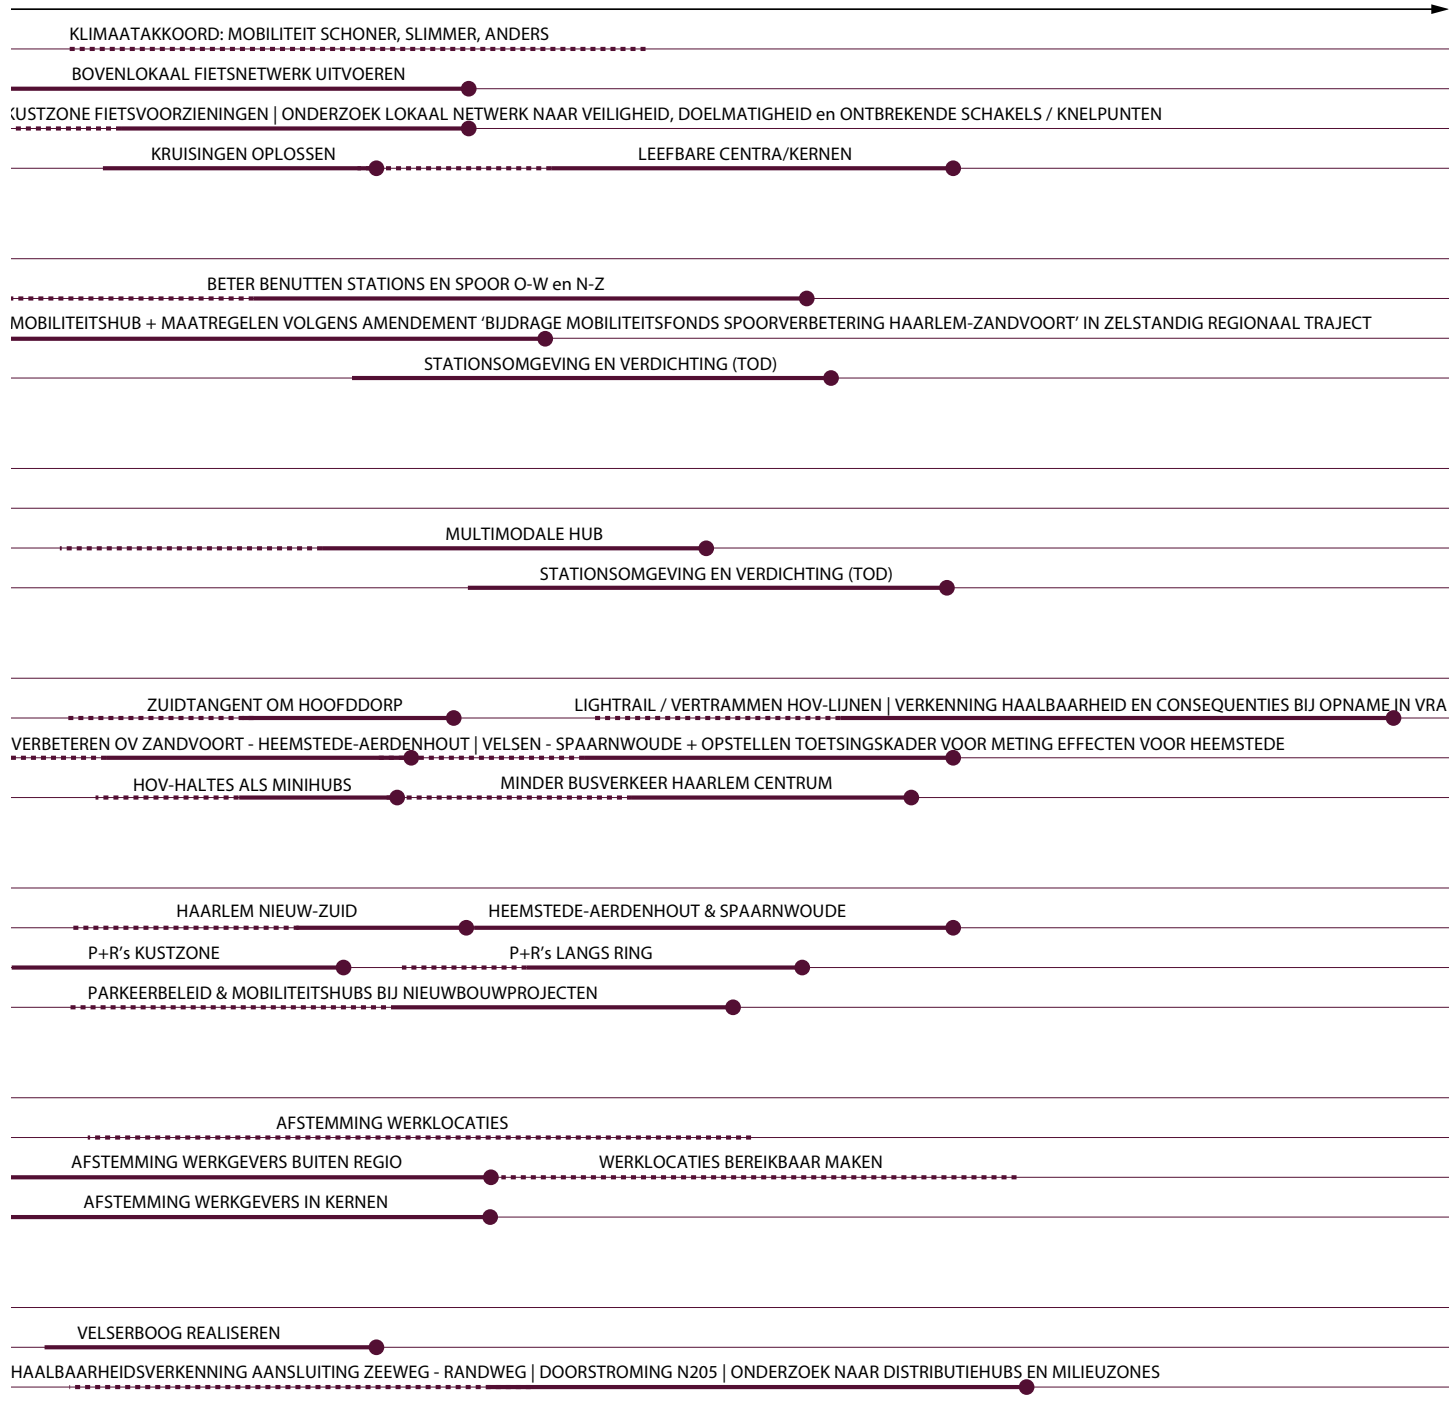 KLIMAATAKKOORD: MOBILITEIT SCHONER, SLIMMER, ANDERS
BOVENLOKAAL FIETSNETWERK UITVOEREN
KUSTZONE FIETSVOORZIENINGEN | ONDERZOEK LOKAAL NETWERK NAAR VEILIGHEID, DOELMATIGHEID en ONTBREKENDE SCHAKELS / KNELPUNTEN
KRUISINGEN OPLOSSEN LEEFBARE CENTRA/KERNEN
BETER BENUTTEN STATIONS EN SPOOR O-W en N-Z
MOBILITEITSHUB + MAATREGELEN VOLGENS AMENDEMENT ‘BIJDRAGE MOBILITEITSFONDS SPOORVERBETERING HAARLEM-ZANDVOORT’ IN ZELSTANDIG REGIONAAL TRAJECT
STATIONSOMGEVING EN VERDICHTING (TOD)
MULTIMODALE HUB
STATIONSOMGEVING EN VERDICHTING (TOD)
ZUIDTANGENT OM HOOFDDORP LIGHTRAIL / VERTRAMMEN HOV-LIJNEN | VERKENNING HAALBAARHEID EN CONSEQUENTIES BIJ OPNAME IN VRA
VERBETEREN OV ZANDVOORT - HEEMSTEDE-AERDENHOUT | VELSEN - SPAARNWOUDE + OPSTELLEN TOETSINGSKADER VOOR METING EFFECTEN VOOR HEEMSTEDE
HOV-HALTES ALS MINIHUBS MINDER BUSVERKEER HAARLEM CENTRUM
HAARLEM NIEUW-ZUID HEEMSTEDE-AERDENHOUT & SPAARNWOUDE
P+R’s KUSTZONE P+R’s LANGS RING
PARKEERBELEID & MOBILITEITSHUBS BIJ NIEUWBOUWPROJECTEN
AFSTEMMING WERKLOCATIES
AFSTEMMING WERKGEVERS BUITEN REGIO WERKLOCATIES BEREIKBAAR MAKEN
AFSTEMMING WERKGEVERS IN KERNEN
VELSERBOOG REALISEREN
HAALBAARHEIDSVERKENNING AANSLUITING ZEEWEG - RANDWEG | DOORSTROMING N205 | ONDERZOEK NAAR DISTRIBUTIEHUBS EN MILIEUZONES